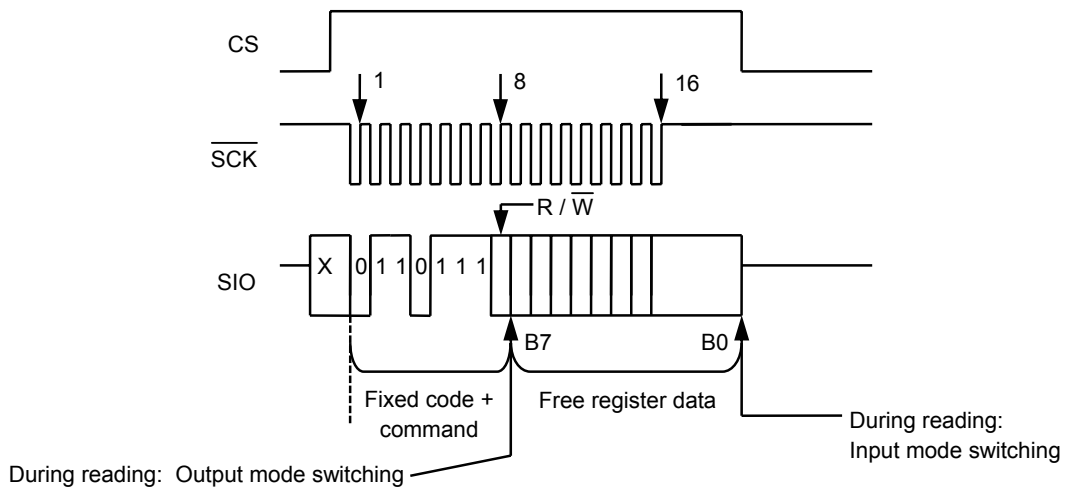 CS
1
8
16
SCK
R / W
X
0
1
1
0
1
1
1
SIO
B7
B0
Fixed code +
command
Free register data
During reading:
Input mode switching
During reading: Output mode switching